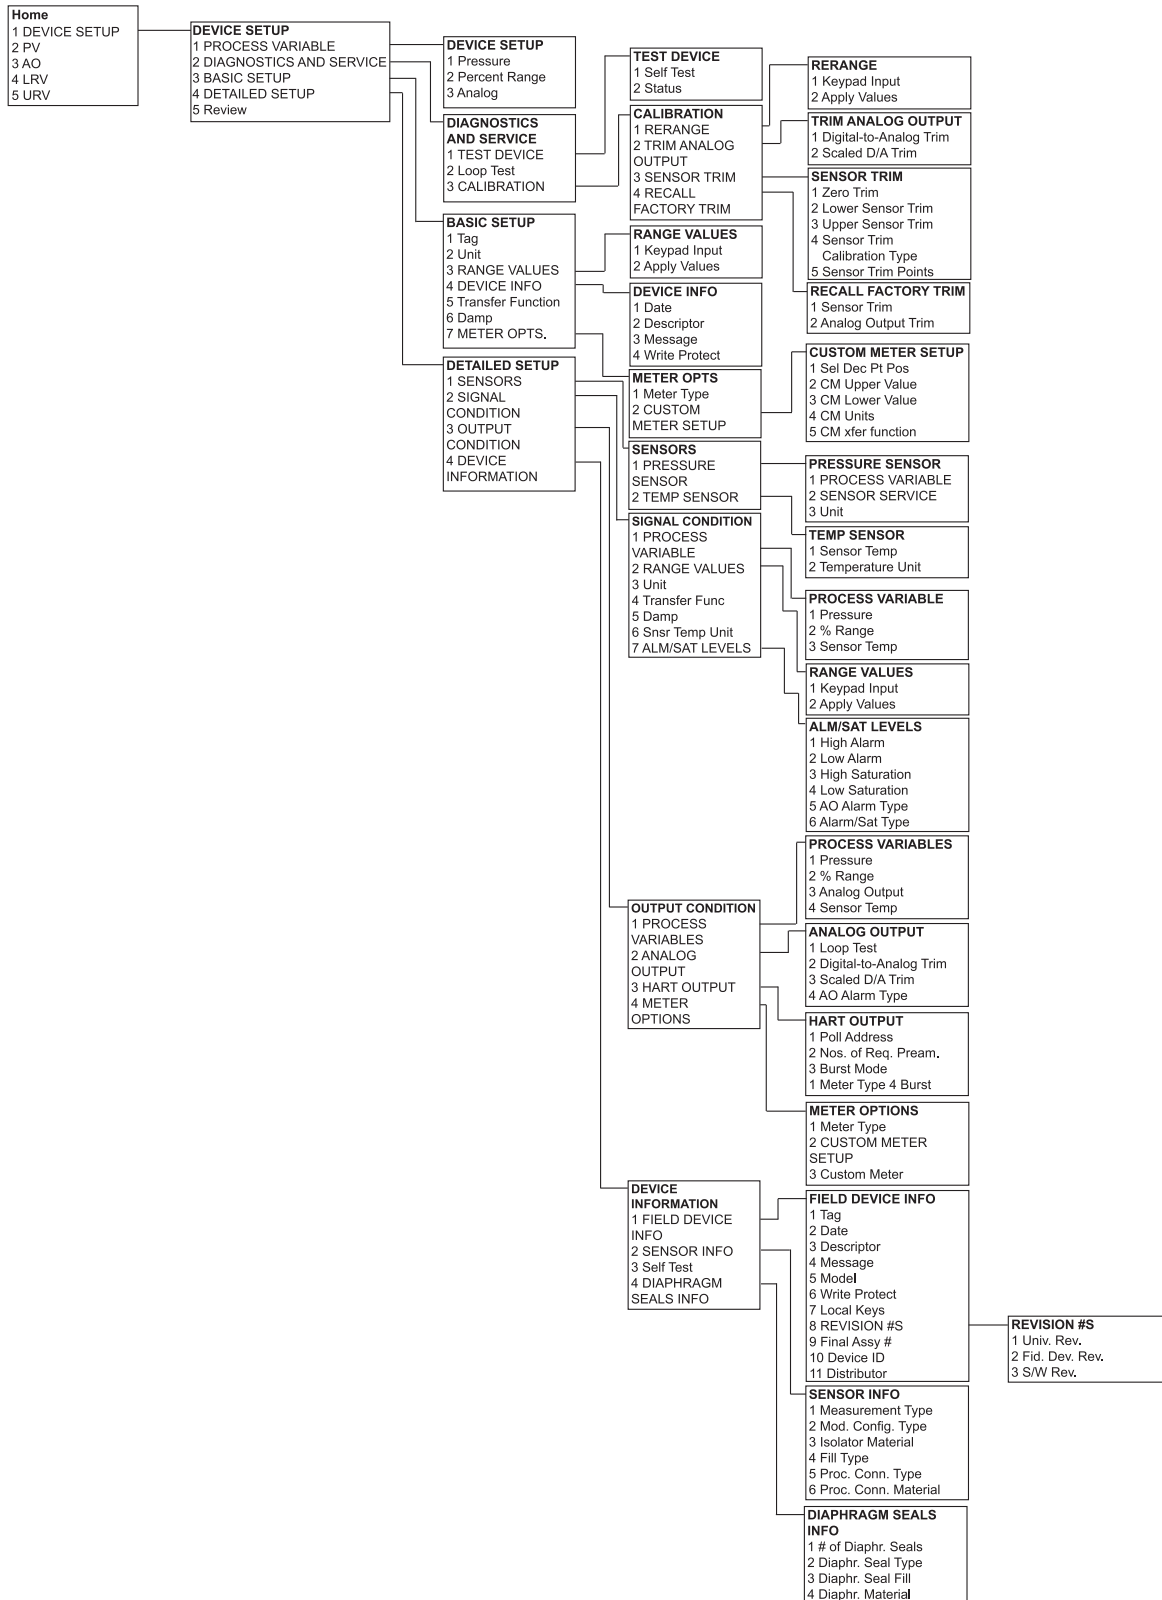 Home
1 DEVICE SETUP
2 PV
3 AO
4 LRV
5 URV
DEVICE SETUP
1 PROCESS VARIABLE
2 DIAGNOSTICS AND SERVICE
3 BASIC SETUP
4 DETAILED SETUP
5 Review
DEVICE SETUP
1 Pressure
2 Percent Range
3 Analog
DIAGNOSTICS
AND SERVICE
1 TEST DEVICE
2 Loop Test
3 CALIBRATION
BASIC SETUP
1 Tag
2 Unit
3 RANGE VALUES
4 DEVICE INFO
5 Transfer Function
6 Damp
7 METER OPTS.
DETAILED SETUP
1 SENSORS
2 SIGNAL
CONDITION
3 OUTPUT
CONDITION
4 DEVICE
INFORMATION
TEST DEVICE
1 Self Test
2 Status
CALIBRATION
1 RERANGE
2 TRIM ANALOG
OUTPUT
3 SENSOR TRIM
4 RECALL
FACTORY TRIM
RANGE VALUES
1 Keypad Input
2 Apply Values
DEVICE INFO
1 Date
2 Descriptor
3 Message
4 Write Protect
METER OPTS
1 Meter Type
2 CUSTOM
METER SETUP
SENSORS
1 PRESSURE
SENSOR
2 TEMP SENSOR
SIGNAL CONDITION
1 PROCESS
VARIABLE
2 RANGE VALUES
3 Unit
4 Transfer Func
5 Damp
6 Snsr Temp Unit
7 ALM/SAT LEVELS
OUTPUT CONDITION
1 PROCESS
VARIABLES
2 ANALOG
OUTPUT
3 HART OUTPUT
4 METER
OPTIONS
DEVICE
INFORMATION
1 FIELD DEVICE
INFO
2 SENSOR INFO
3 Self Test
4 DIAPHRAGM
SEALS INFO
RERANGE
1 Keypad Input
2 Apply Values
TRIM ANALOG OUTPUT
1 Digital-to-Analog Trim
2 Scaled D/A Trim
SENSOR TRIM
1 Zero Trim
2 Lower Sensor Trim
3 Upper Sensor Trim
4 Sensor Trim
Calibration Type
5 Sensor Trim Points
RECALL FACTORY TRIM
1 Sensor Trim
2 Analog Output Trim
CUSTOM METER SETUP
1 Sel Dec Pt Pos
2 CM Upper Value
3 CM Lower Value
4 CM Units
5 CM xfer function
PRESSURE SENSOR
1 PROCESS VARIABLE
2 SENSOR SERVICE
3 Unit
TEMP SENSOR
1 Sensor Temp
2 Temperature Unit
PROCESS VARIABLE
1 Pressure
2 % Range
3 Sensor Temp
RANGE VALUES
1 Keypad Input
2 Apply Values
ALM/SAT LEVELS
1 High Alarm
2 Low Alarm
3 High Saturation
4 Low Saturation
5 AO Alarm Type
6 Alarm/Sat Type
PROCESS VARIABLES
1 Pressure
2 % Range
3 Analog Output
4 Sensor Temp
ANALOG OUTPUT
1 Loop Test
2 Digital-to-Analog Trim
3 Scaled D/A Trim
4 AO Alarm Type
HART OUTPUT
1 Poll Address
2 Nos. of Req. Pream.
3 Burst Mode
1 Meter Type 4 Burst
METER OPTIONS
1 Meter Type
2 CUSTOM METER
SETUP
3 Custom Meter
FIELD DEVICE INFO
1 Tag
2 Date
3 Descriptor
4 Message
5 Model
6 Write Protect
7 Local Keys
8 REVISION #S
9 Final Assy #
10 Device ID
11 Distributor
SENSOR INFO
1 Measurement Type
2 Mod. Config. Type
3 Isolator Material
4 Fill Type
5 Proc. Conn. Type
6 Proc. Conn. Material
DIAPHRAGM SEALS
INFO
1 # of Diaphr. Seals
2 Diaphr. Seal Type
3 Diaphr. Seal Fill
4 Diaphr. Material
REVISION #S
1 Univ. Rev.
2 Fid. Dev. Rev.
3 S/W Rev.